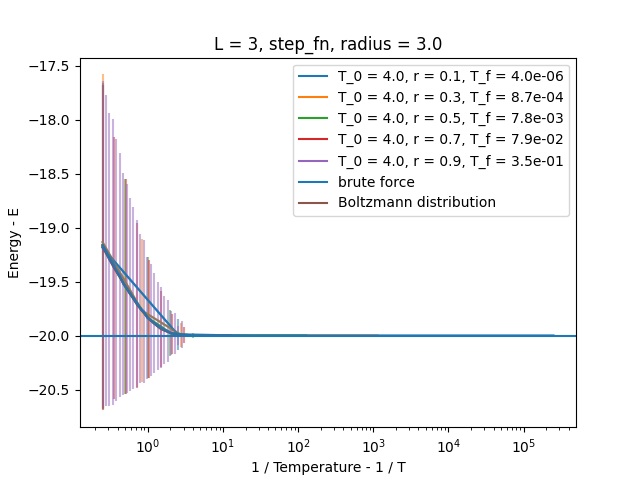 L = 3, step_fn, radius = 3.0
Energy - E
−17.5
−18.0
−18.5
−19.0
−19.5
−20.0
−20.5
T_0 = 4.0, r = 0.1, T_f = 4.0e-06
T_0 = 4.0, r = 0.3, T_f = 8.7e-04
T_0 = 4.0, r = 0.5, T_f = 7.8e-03
T_0 = 4.0, r = 0.7, T_f = 7.9e-02
T_0 = 4.0, r = 0.9, T_f = 3.5e-01
brute force
Boltzmann distribution
10⁰ 10¹ 10² 10³ 10⁴ 10⁵
1 / Temperature - 1 / T